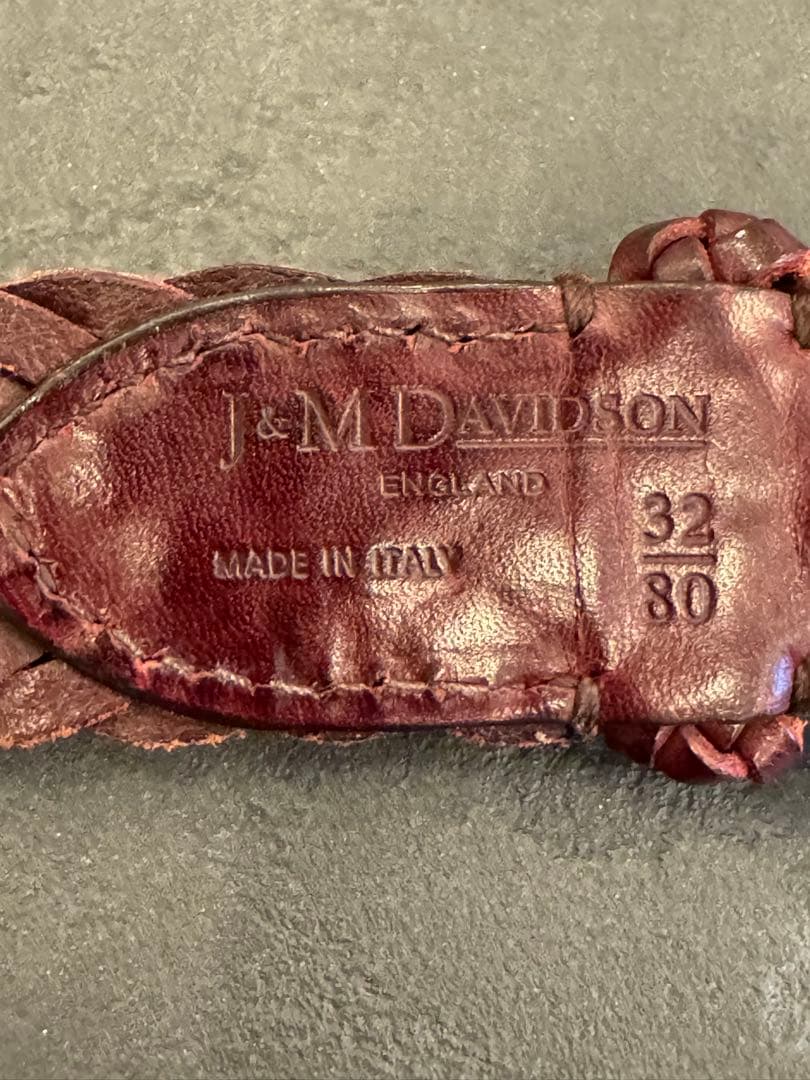 J&M DAVIDSON
ENGLAND
MADE IN ITALY
32
80